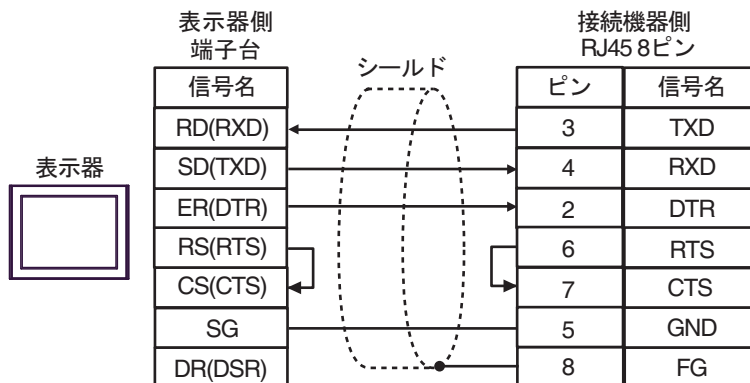 表示器側
端子台
接続機器側
RJ45 8ピン
シールド
信号名 ピン 信号名
RD(RXD) 3 TXD
SD(TXD) 4 RXD
表示器
ER(DTR) 2 DTR
RS(RTS) 6 RTS
CS(CTS) 7 CTS
SG 5 GND
DR(DSR) 8 FG